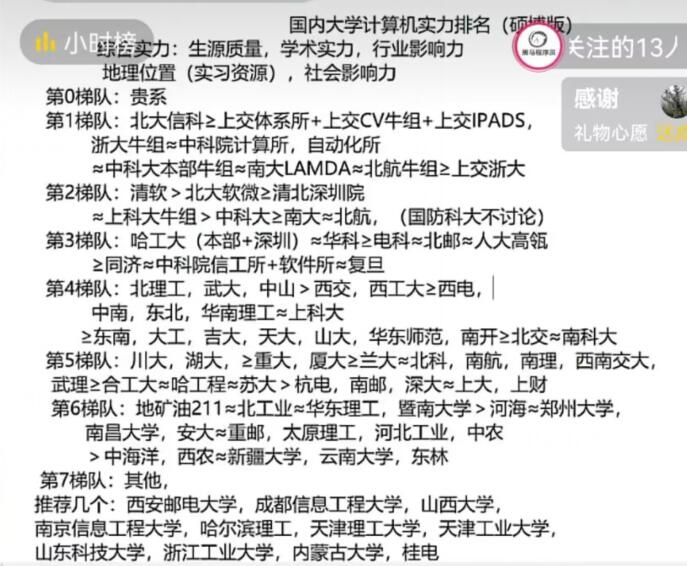 国内大学计算机实力排名（硕博版）
小时榜
综合实力：生源质量，学术实力，行业影响力
黑马程序员
关注的13人
地理位置（实习资源），社会影响力
感谢
礼物心愿
第0梯队：贵系
第1梯队：北大信科≥上交体系所+上交CV牛组+上交IPADS，
浙大牛组≈中科院计算所，自动化所
≈中科大本部牛组≈南大LAMDA≈北航牛组≥上交浙大
第2梯队：清软＞北大软微≥清北深圳院
≈上科大牛组＞中科大≥南大≈北航，（国防科大不讨论）
第3梯队：哈工大（本部+深圳）≈华科≥电科≈北邮≈人大高瓴
≥同济≈中科院信工所+软件所≈复旦
第4梯队：北理工，武大，中山＞西交，西工大≥西电，
中南，东北，华南理工≈上科大
≥东南，大工，吉大，天大，山大，华东师范，南开≥北交≈南科大
第5梯队：川大，湖大，≥重大，厦大≥兰大≈北科，南航，南理，西南交大，
武理≥合工大≈哈工程≈苏大＞杭电，南邮，深大≈上大，上财
第6梯队：地矿油211≈北工业≈华东理工，暨南大学＞河海≈郑州大学，
南昌大学，安大≈重邮，太原理工，河北工业，中农
＞中海洋，西农≈新疆大学，云南大学，东林
第7梯队：其他，
推荐几个：西安邮电大学，成都信息工程大学，山西大学，
南京信息工程大学，哈尔滨理工，天津理工大学，天津工业大学，
山东科技大学，浙江工业大学，内蒙古大学，桂电